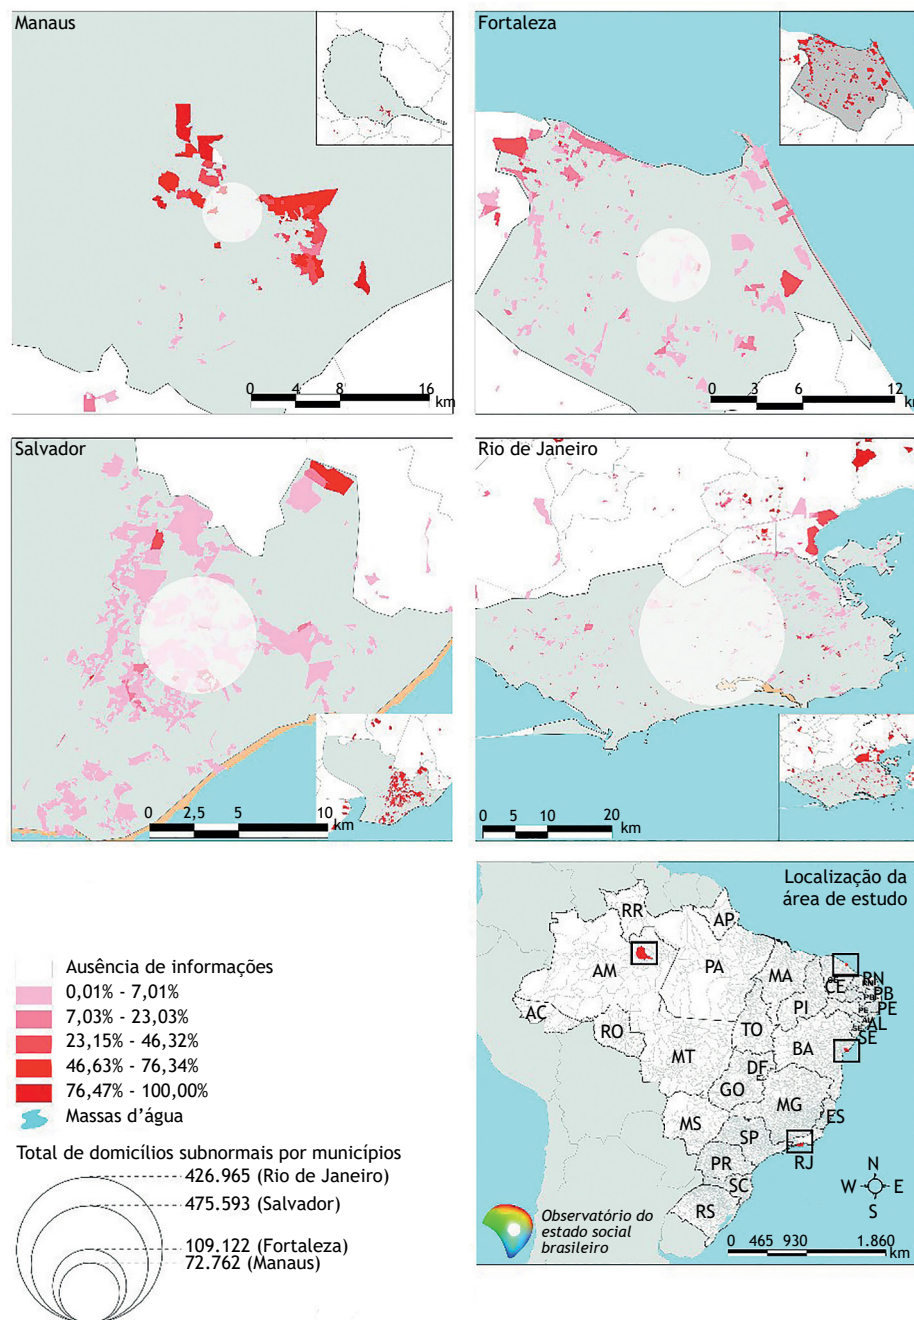 Manaus
0 4 8 16
km
Fortaleza
0 3 6 12
km
Salvador
0 2,5 5 10
km
Rio de Janeiro
0 5 10 20
km
Ausência de informações
0,01% - 7,01%
7,03% - 23,03%
23,15% - 46,32%
46,63% - 76,34%
76,47% - 100,00%
Massas d'água
Total de domicílios subnormais por municípios
426.965 (Rio de Janeiro)
475.593 (Salvador)
109.122 (Fortaleza)
72.762 (Manaus)
Localização da
área de estudo
RR
AP
AM
PA
MA
CE
RN
PB
PE
AL
SE
PI
AC
RO
TO
BA
MT
DF
GO
MG
ES
MS
SP
RJ
PR
SC
RS
N
W E
S
Observatório do
estado social
brasileiro
0 465 930 1.860
km